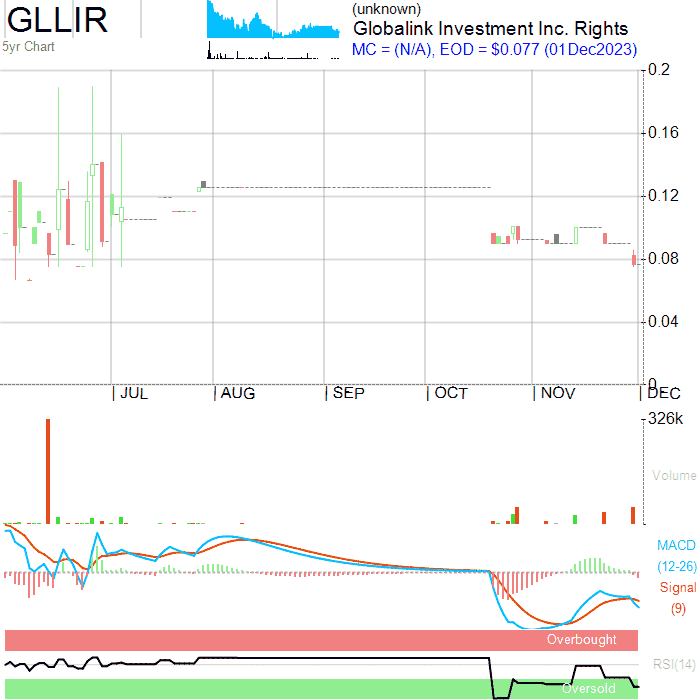 GLLIR
5yr Chart
(unknown)
Globalink Investment Inc. Rights
MC = (N/A), EOD = $0.077 (01Dec2023)
0.2
0.16
0.12
0.08
0.04
0
JUL AUG SEP OCT NOV DEC
326k
Volume
MACD
(12-26)
Signal
(9)
Overbought
RSI(14)
Oversold